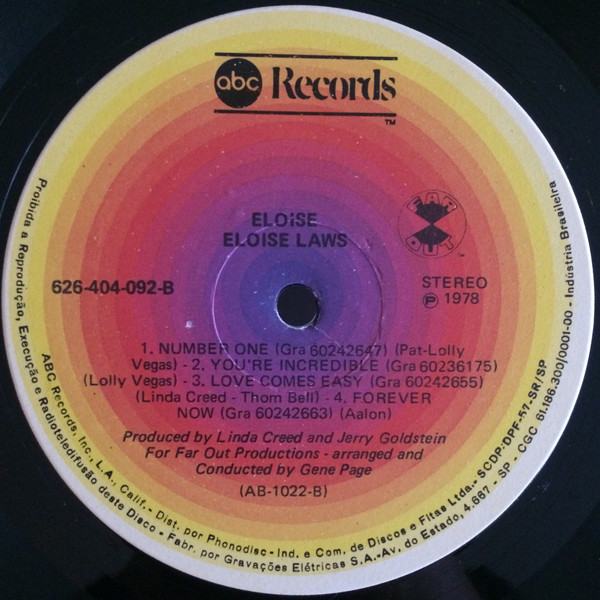 abc Records
TM
FAR
OUT
TM
ELOISE
ELOISE LAWS
626-404-092-B
STEREO
Ⓟ 1978
1. NUMBER ONE (Gra 60242647) (Pat-Lolly
Vegas) - 2. YOU'RE INCREDIBLE (Gra 60236175)
(Lolly Vegas) - 3. LOVE COMES EASY (Gra 60242655)
(Linda Creed - Thom Bell) - 4. FOREVER
NOW (Gra 60242663) (Aalon)
Produced by Linda Creed and Jerry Goldstein
For Far Out Productions - arranged and
Conducted by Gene Page
(AB-1022-B)
ABC Records, Inc., L.A., Calif. - Dist. por Phonodisc - Ind. e Com. de Discos e Fitas Ltda. - SCDP-DPF-57-SR/SP
Proibida a Reprodução, Execução e Radioteledifusão deste Disco - Fabr. por Gravações Elétricas S.A. - Av. do Estado, 4.667 - SP - CGC 61.186.300/0001-00 - Indústria Brasileira